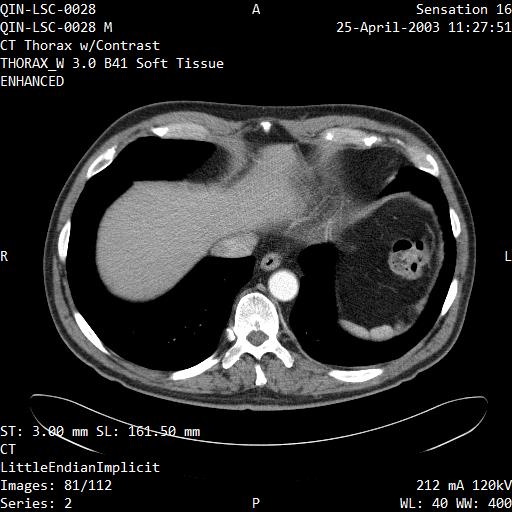 QIN-LSC-0028
A
Sensation 16
QIN-LSC-0028 M
25-April-2003 11:27:51
CT Thorax w/Contrast
THORAX_W 3.0 B41 Soft Tissue
ENHANCED
R
L
ST: 3.00 mm SL: 161.50 mm
CT
LittleEndianImplicit
Images: 81/112
212 mA 120kV
Series: 2
P
WL: 40 WW: 400